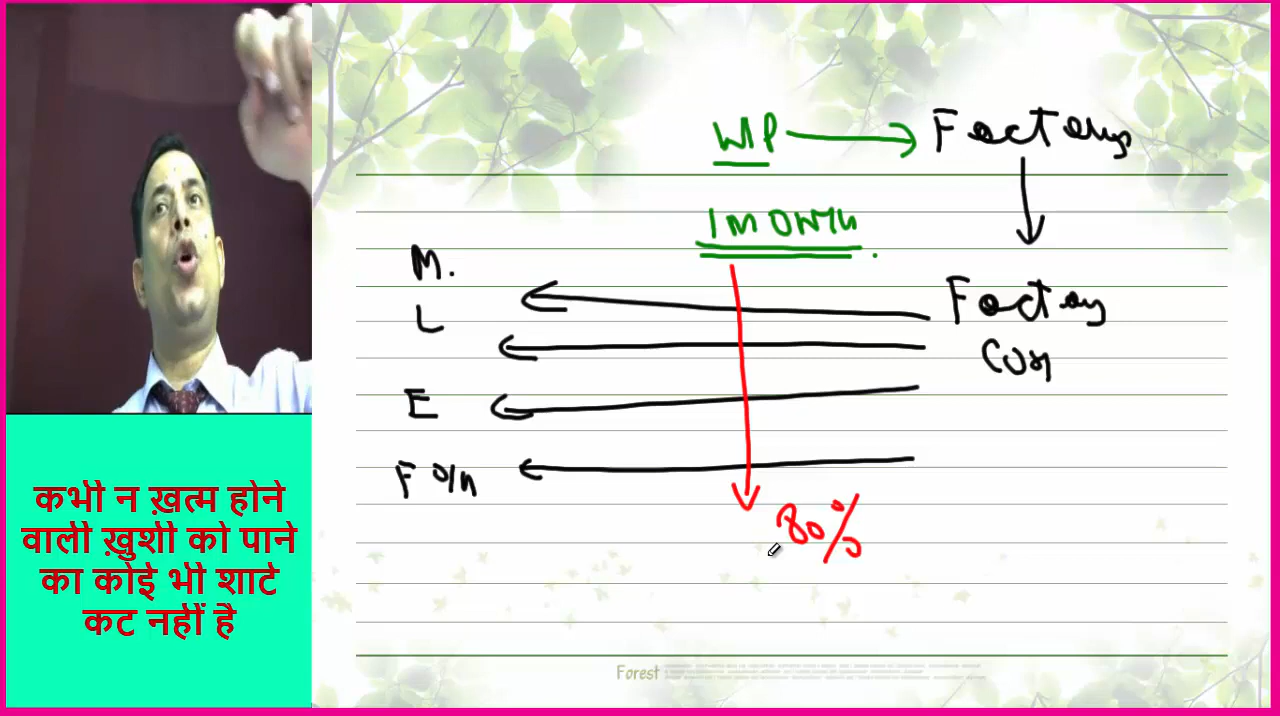 कभी न ख़त्म होने
वाली ख़ुशी को पाने
का कोई भी शार्ट
कट नहीं है
WIP Factory
1 MONTH
M.
L
Factory
COST
E
F O/H
80%
Forest